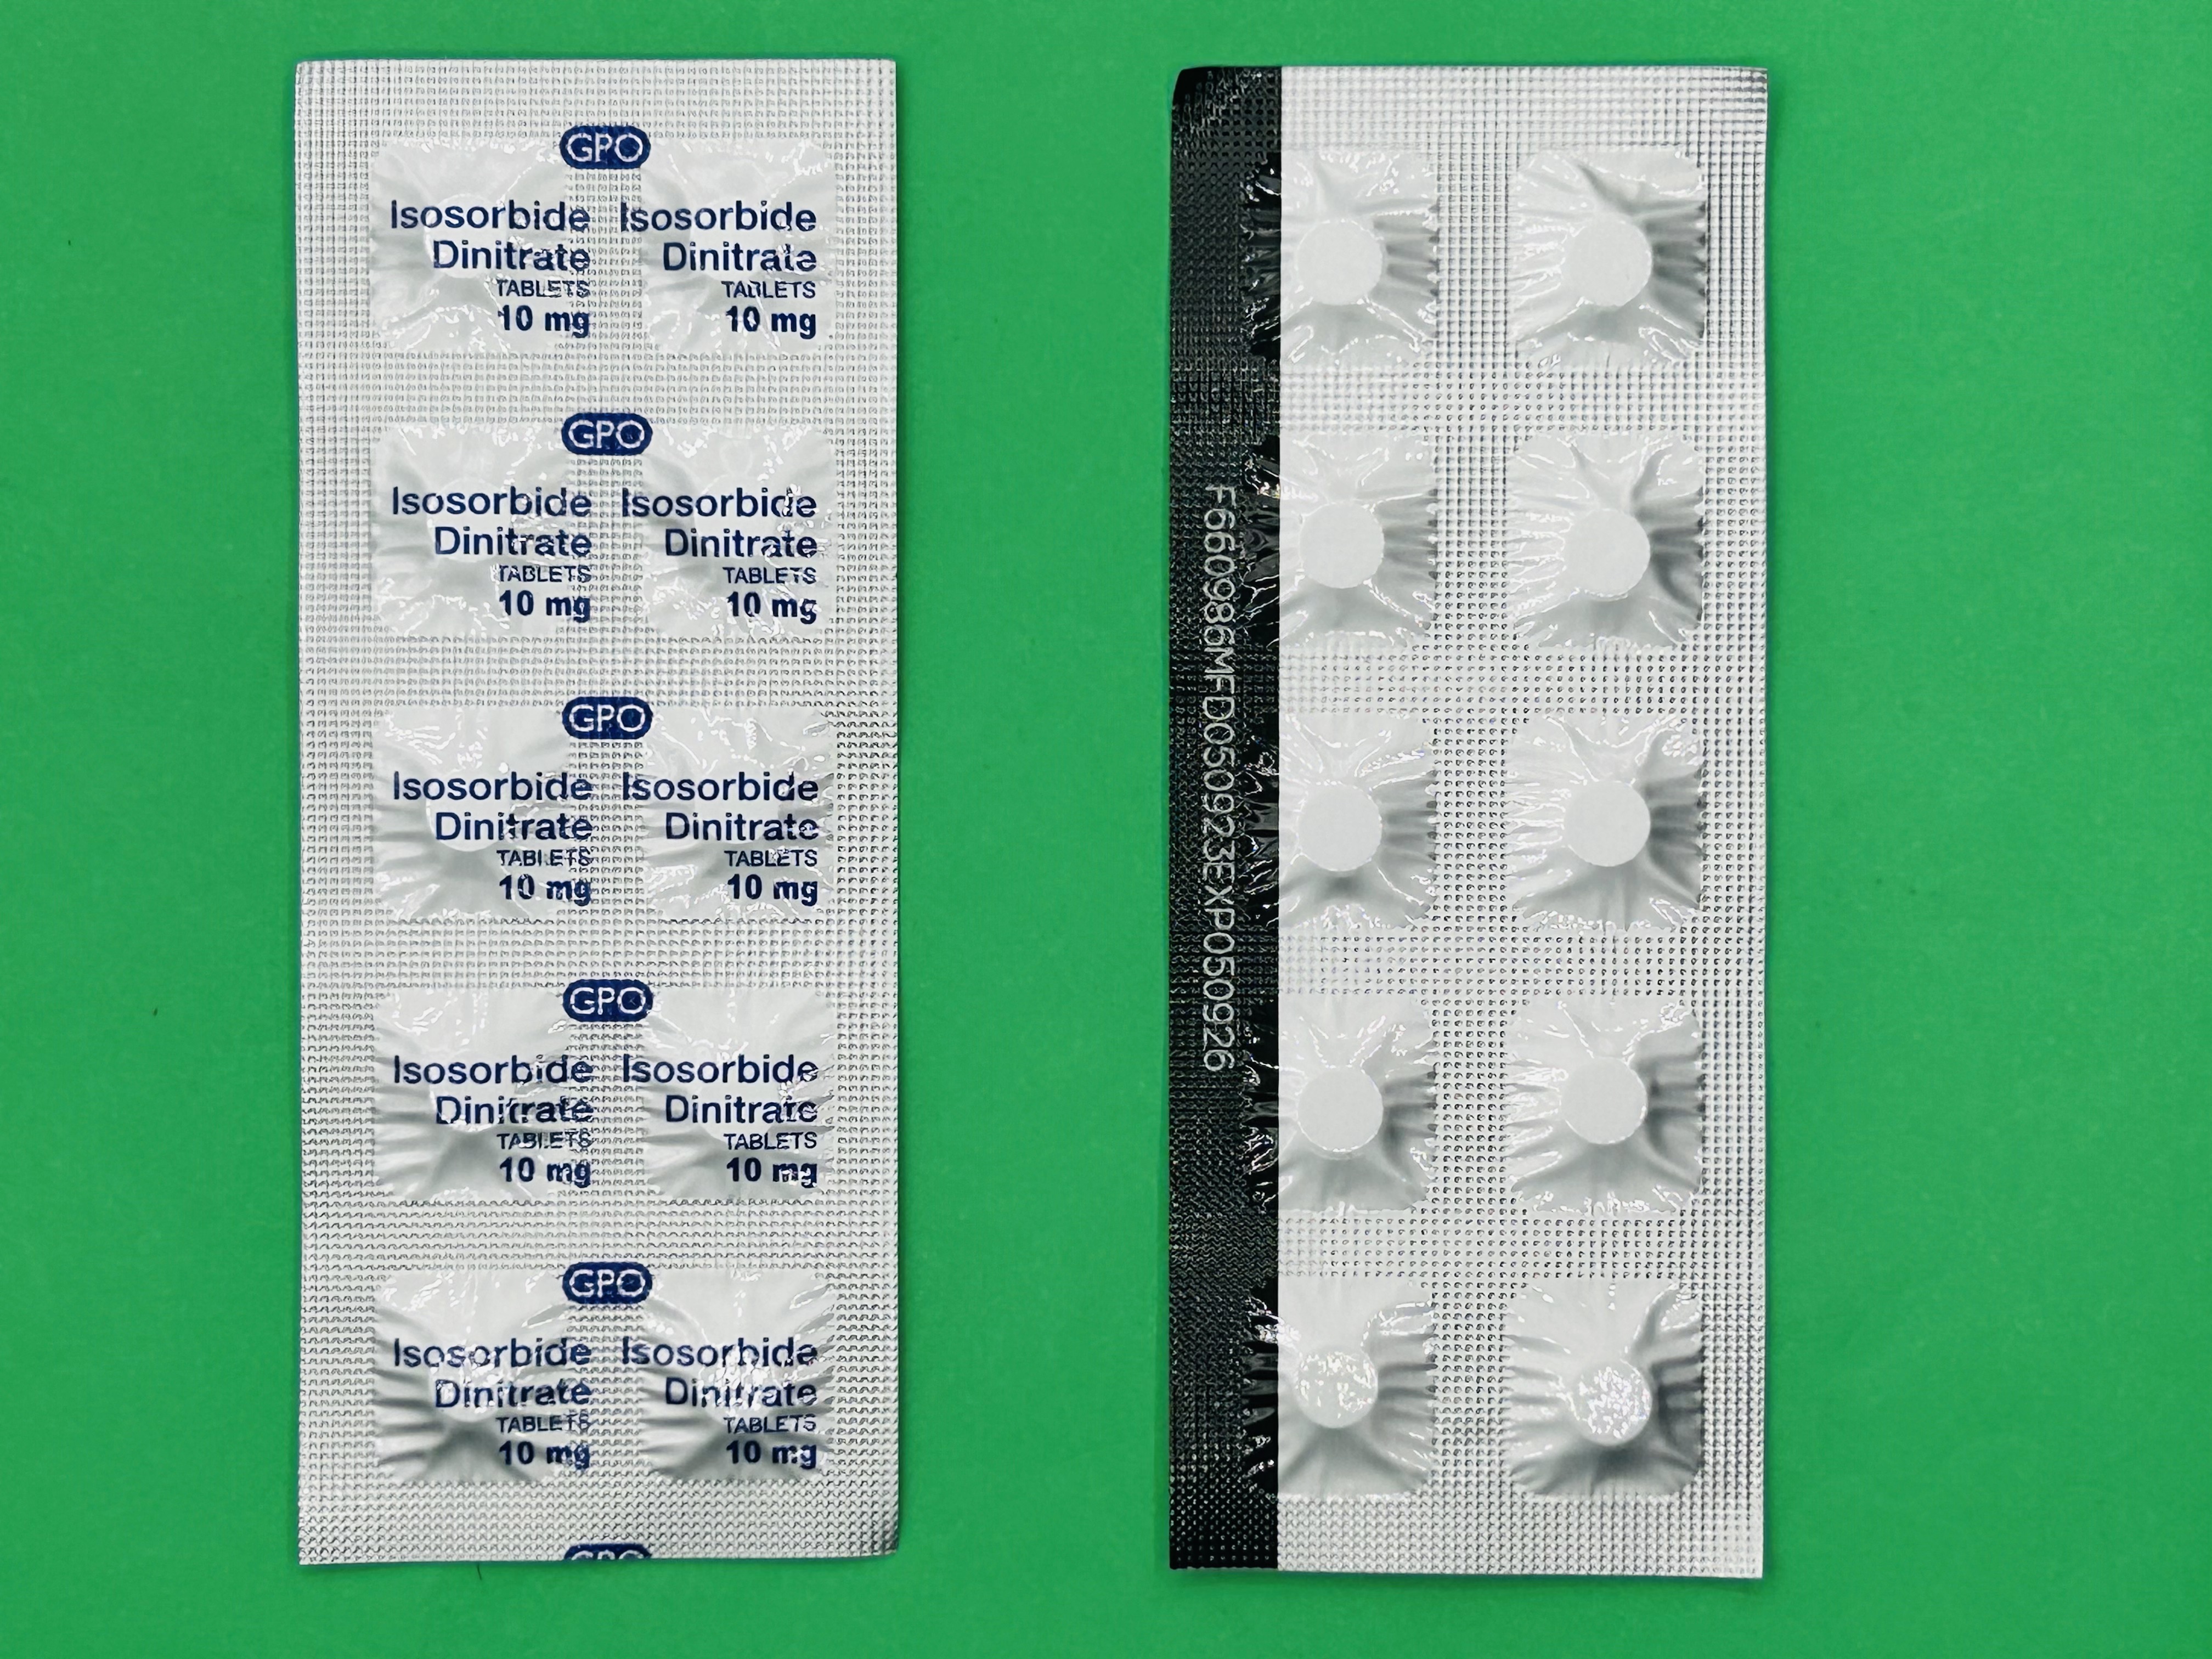 GPO
Isosorbide Isosorbide
Dinitrate Dinitrate
TABLETS TABLETS
10 mg 10 mg
GPO
Isosorbide Isosorbide
Dinitrate Dinitrate
TABLETS TABLETS
10 mg 10 mg
GPO
Isosorbide Isosorbide
Dinitrate Dinitrate
TABLETS TABLETS
10 mg 10 mg
GPO
Isosorbide Isosorbide
Dinitrate Dinitrate
TABLETS TABLETS
10 mg 10 mg
GPO
Isosorbide Isosorbide
Dinitrate Dinitrate
TABLETS TABLETS
10 mg 10 mg
GPO
F660986MFD050923EXP050926